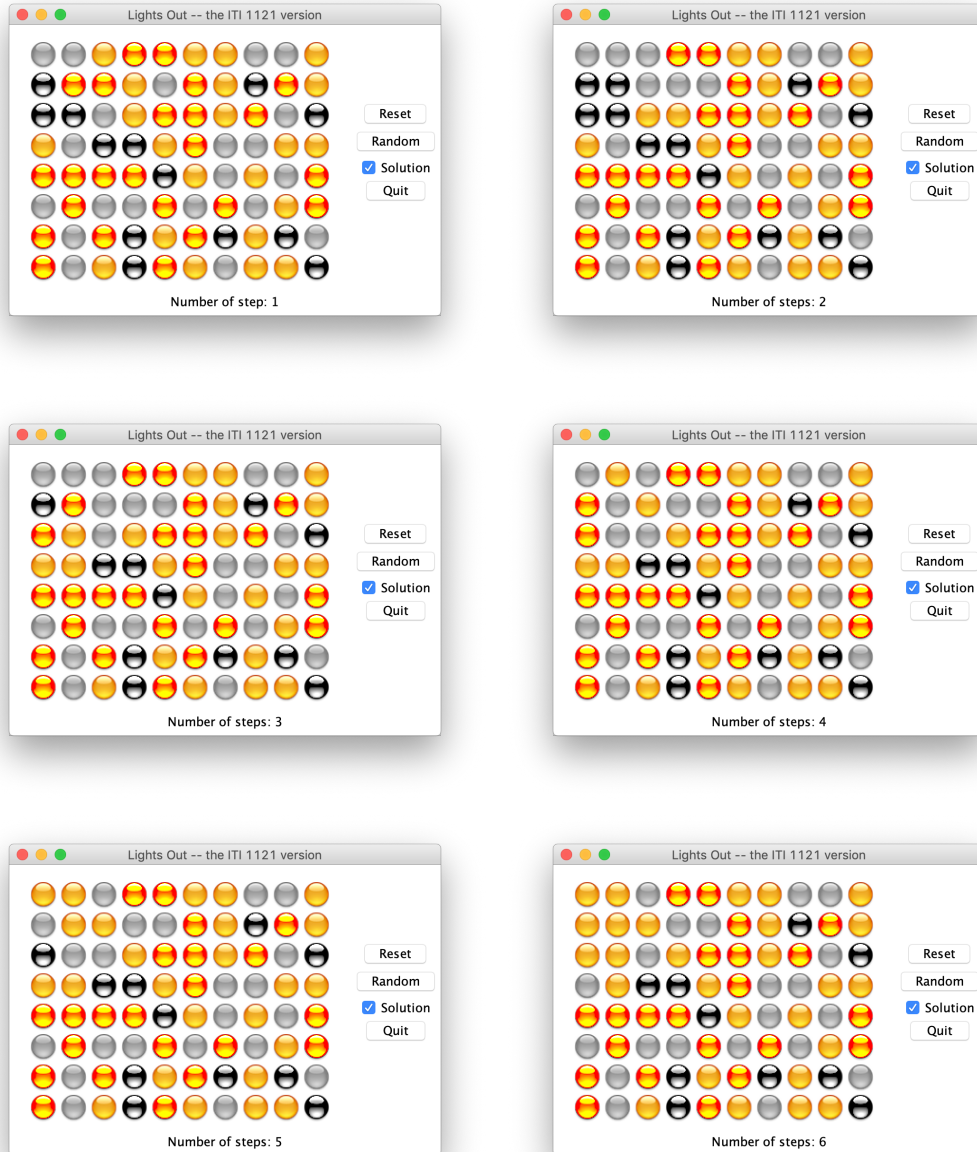 Lights Out -- the ITI 1121 version
Reset
Random
Solution
Quit
Number of step: 1
Lights Out -- the ITI 1121 version
Reset
Random
Solution
Quit
Number of steps: 2
Lights Out -- the ITI 1121 version
Reset
Random
Solution
Quit
Number of steps: 3
Lights Out -- the ITI 1121 version
Reset
Random
Solution
Quit
Number of steps: 4
Lights Out -- the ITI 1121 version
Reset
Random
Solution
Quit
Number of steps: 5
Lights Out -- the ITI 1121 version
Reset
Random
Solution
Quit
Number of steps: 6